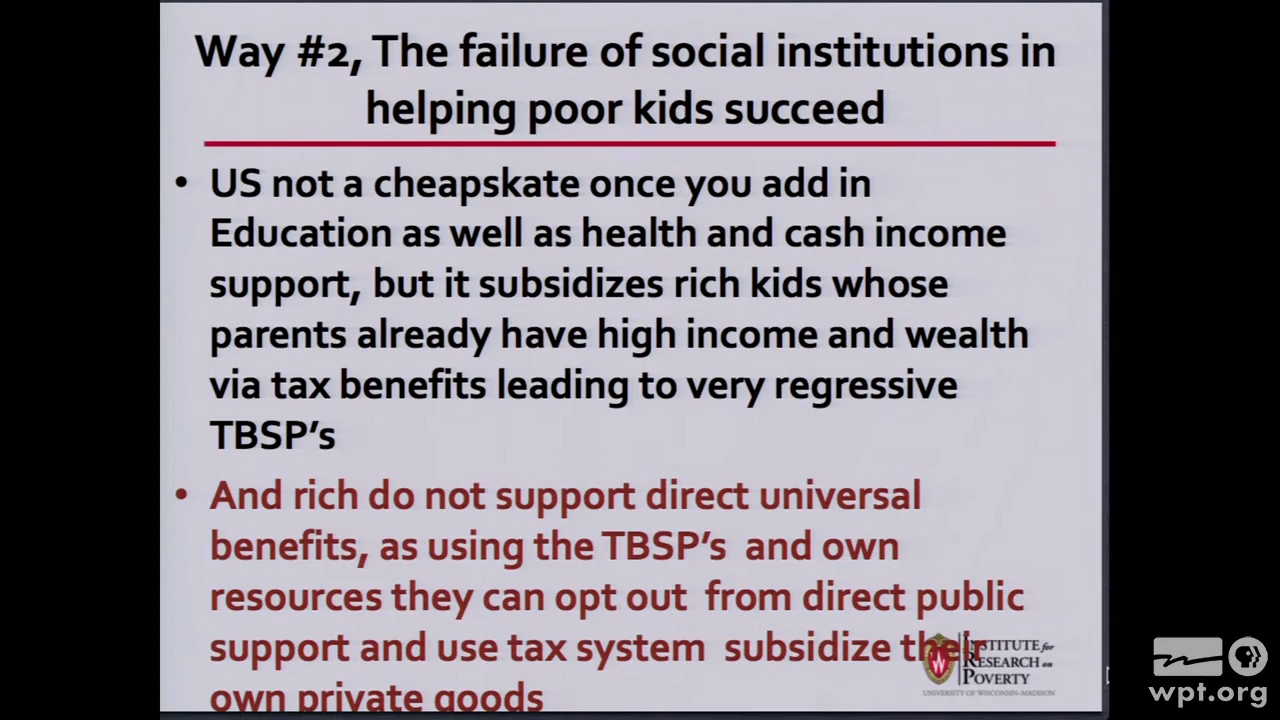 Way #2, The failure of social institutions in
helping poor kids succeed
• US not a cheapskate once you add in
Education as well as health and cash income
support, but it subsidizes rich kids whose
parents already have high income and wealth
via tax benefits leading to very regressive
TBSP's
• And rich do not support direct universal
benefits, as using the TBSP's and own
resources they can opt out from direct public
support and use tax system subsidize their
own private goods
INSTITUTE for
RESEARCH on
POVERTY
UNIVERSITY OF WISCONSIN–MADISON
W
PBS
wpt.org